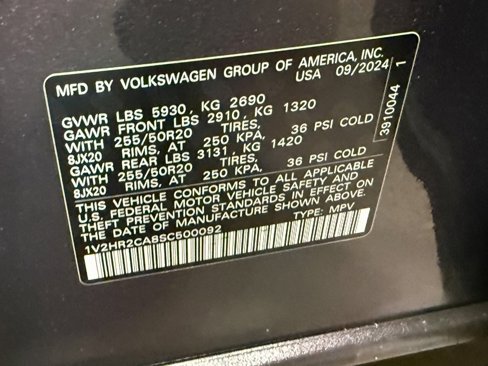 MFD BY VOLKSWAGEN GROUP OF AMERICA, INC.
USA 09/2024
GVWR LBS 5930, KG 2690
GAWR FRONT LBS 2910, KG 1320
WITH 255/50R20 TIRES,
8JX20 RIMS, AT 250 KPA, 36 PSI COLD
GAWR REAR LBS 3131, KG 1420
WITH 255/50R20 TIRES,
8JX20 RIMS, AT 250 KPA, 36 PSI COLD
THIS VEHICLE CONFORMS TO ALL APPLICABLE
U.S. FEDERAL MOTOR VEHICLE SAFETY AND
THEFT PREVENTION STANDARDS IN EFFECT ON
THE DATE OF MANUFACTURE SHOWN ABOVE.
1V2HR2CA8SC500092 TYPE: MPV
3910044 1